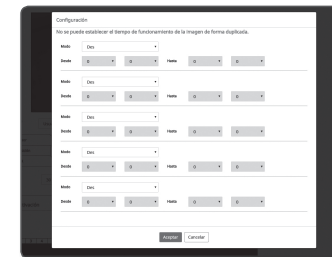 Configuración
No se puede establecer el tiempo de funcionamiento de la imagen de forma duplicada.
Modo Des
Desde 0 0 Hasta 0 0
Modo Des
Desde 0 0 Hasta 0 0
Modo Des
Desde 0 0 Hasta 0 0
Modo Des
Desde 0 0 Hasta 0 0
Modo Des
Desde 0 0 Hasta 0 0
Aceptar Cancelar